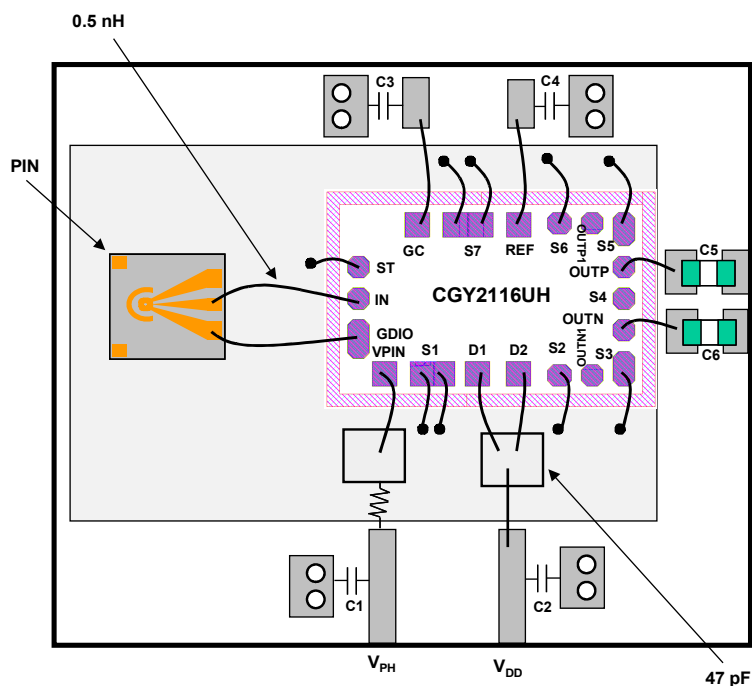 0.5 nH
C3
C4
PIN
GC
S7
REF
S6
OUTP1
S5
C5
ST
OUTP
IN
CGY2116UH
S4
GDIO
OUTN
VPIN
S1
D1
D2
S2
OUTN1
S3
C6
C1
C2
VPH
VDD
47 pF